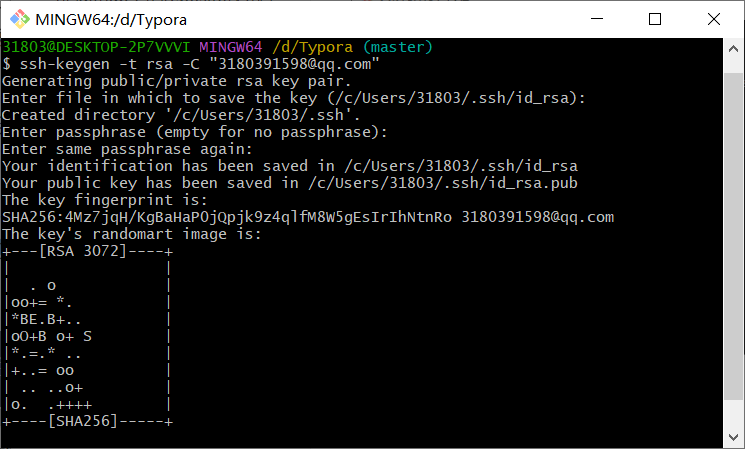 MINGW64:/d/Typora
31803@DESKTOP-2P7VVVI MINGW64 /d/Typora (master)
$ ssh-keygen -t rsa -C "3180391598@qq.com"
Generating public/private rsa key pair.
Enter file in which to save the key (/c/Users/31803/.ssh/id_rsa):
Created directory '/c/Users/31803/.ssh'.
Enter passphrase (empty for no passphrase):
Enter same passphrase again:
Your identification has been saved in /c/Users/31803/.ssh/id_rsa
Your public key has been saved in /c/Users/31803/.ssh/id_rsa.pub
The key fingerprint is:
SHA256:4Mz7jqH/KgBaHaP0jQpjk9z4qlfM8W5gEsIrIhNtnRo 3180391598@qq.com
The key's randomart image is:
+---[RSA 3072]----+
|                 |
|  . o            |
|oo+= *.          |
|*BE.B+..         |
|oO+B o+ S        |
|*.=.* ..         |
|+..= oo          |
| .. ..o+         |
|o.  .++++        |
+----[SHA256]-----+